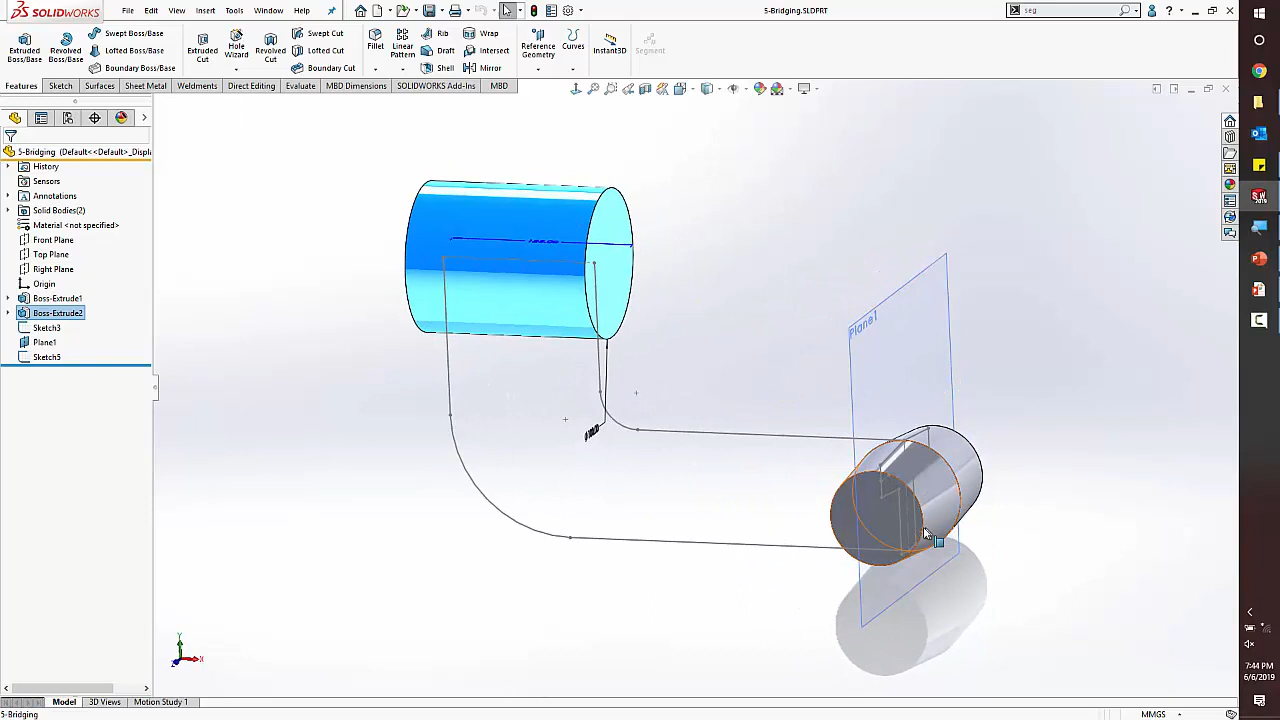 SOLIDWORKS
File Edit View Insert Tools Window Help
5-Bridging.SLDPRT
seg
Extruded Boss/Base
Revolved Boss/Base
Swept Boss/Base
Lofted Boss/Base
Boundary Boss/Base
Extruded Cut
Hole Wizard
Revolved Cut
Swept Cut
Lofted Cut
Boundary Cut
Fillet
Linear Pattern
Rib
Draft
Shell
Wrap
Intersect
Mirror
Reference Geometry
Curves
Instant3D
Segment
Features Sketch Surfaces Sheet Metal Weldments Direct Editing Evaluate MBD Dimensions SOLIDWORKS Add-Ins MBD
5-Bridging (Default<<Default>_Displa
History
Sensors
Annotations
Solid Bodies(2)
Material <not specified>
Front Plane
Top Plane
Right Plane
Origin
Boss-Extrude1
Boss-Extrude2
Sketch3
Plane1
Sketch5
Plane1
Y
X
Z
Model 3D Views Motion Study 1
5-Bridging
MMGS
7:44 PM
6/6/2019